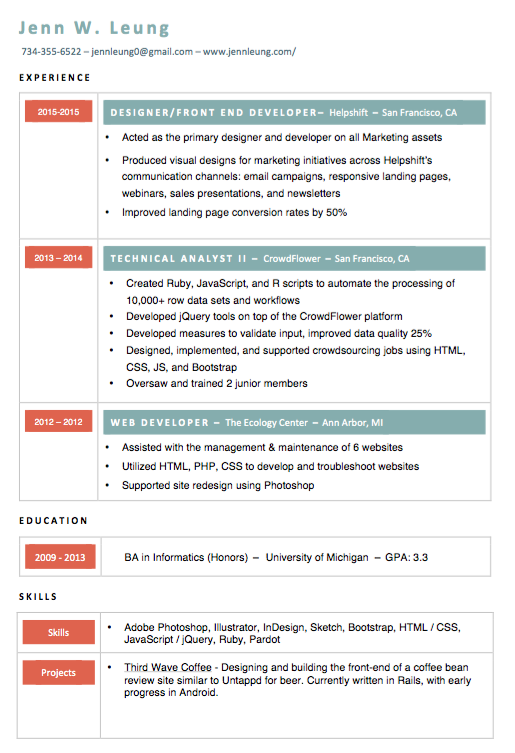 Jenn W. Leung
734-355-6522 – jennleung0@gmail.com – www.jennleung.com/
EXPERIENCE
2015-2015
DESIGNER/FRONT END DEVELOPER– Helpshift – San Francisco, CA
• Acted as the primary designer and developer on all Marketing assets
• Produced visual designs for marketing initiatives across Helpshift's
communication channels: email campaigns, responsive landing pages,
webinars, sales presentations, and newsletters
• Improved landing page conversion rates by 50%
2013 – 2014
TECHNICAL ANALYST II – CrowdFlower – San Francisco, CA
• Created Ruby, JavaScript, and R scripts to automate the processing of
10,000+ row data sets and workflows
• Developed jQuery tools on top of the CrowdFlower platform
• Developed measures to validate input, improved data quality 25%
• Designed, implemented, and supported crowdsourcing jobs using HTML,
CSS, JS, and Bootstrap
• Oversaw and trained 2 junior members
2012 – 2012
WEB DEVELOPER – The Ecology Center – Ann Arbor, MI
• Assisted with the management & maintenance of 6 websites
• Utilized HTML, PHP, CSS to develop and troubleshoot websites
• Supported site redesign using Photoshop
EDUCATION
2009 - 2013
BA in Informatics (Honors) – University of Michigan – GPA: 3.3
SKILLS
Skills
• Adobe Photoshop, Illustrator, InDesign, Sketch, Bootstrap, HTML / CSS,
JavaScript / jQuery, Ruby, Pardot
Projects
• Third Wave Coffee - Designing and building the front-end of a coffee bean
review site similar to Untappd for beer. Currently written in Rails, with early
progress in Android.